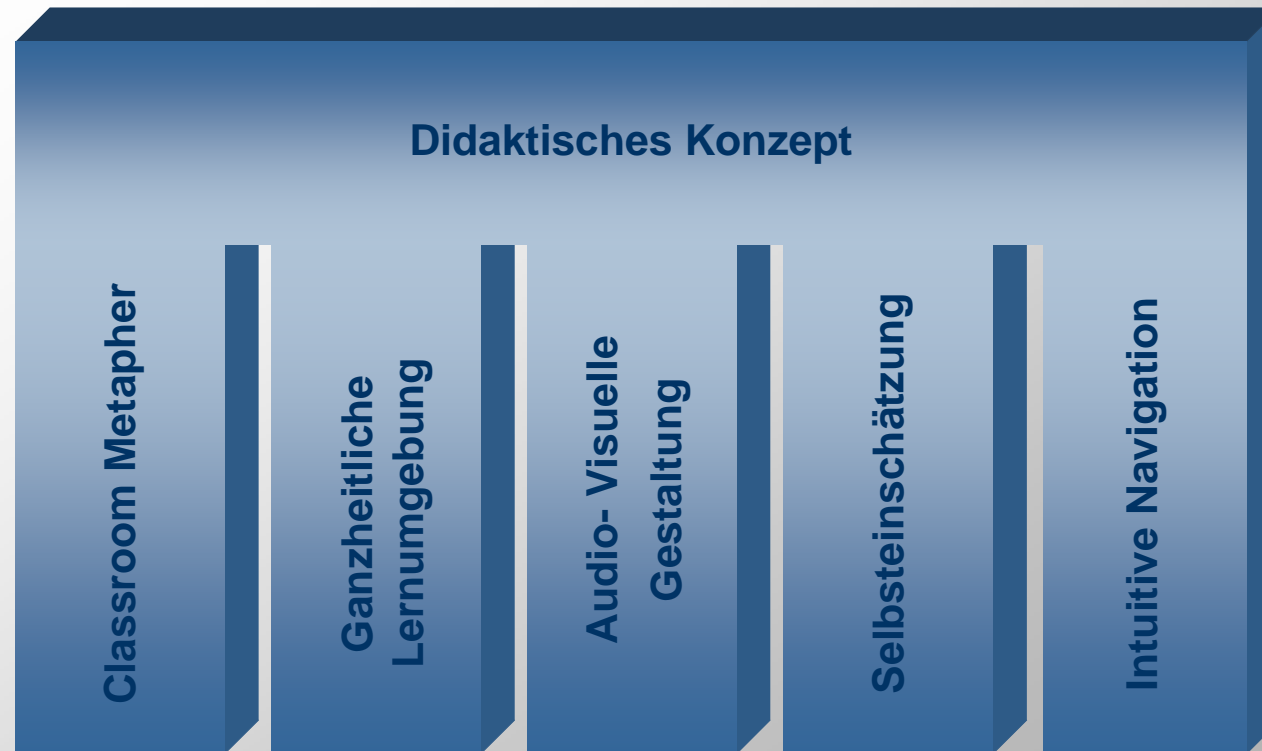 Didaktisches Konzept
Classroom Metapher
Ganzheitliche
Lernumgebung
Audio- Visuelle
Gestaltung
Selbsteinschätzung
Intuitive Navigation